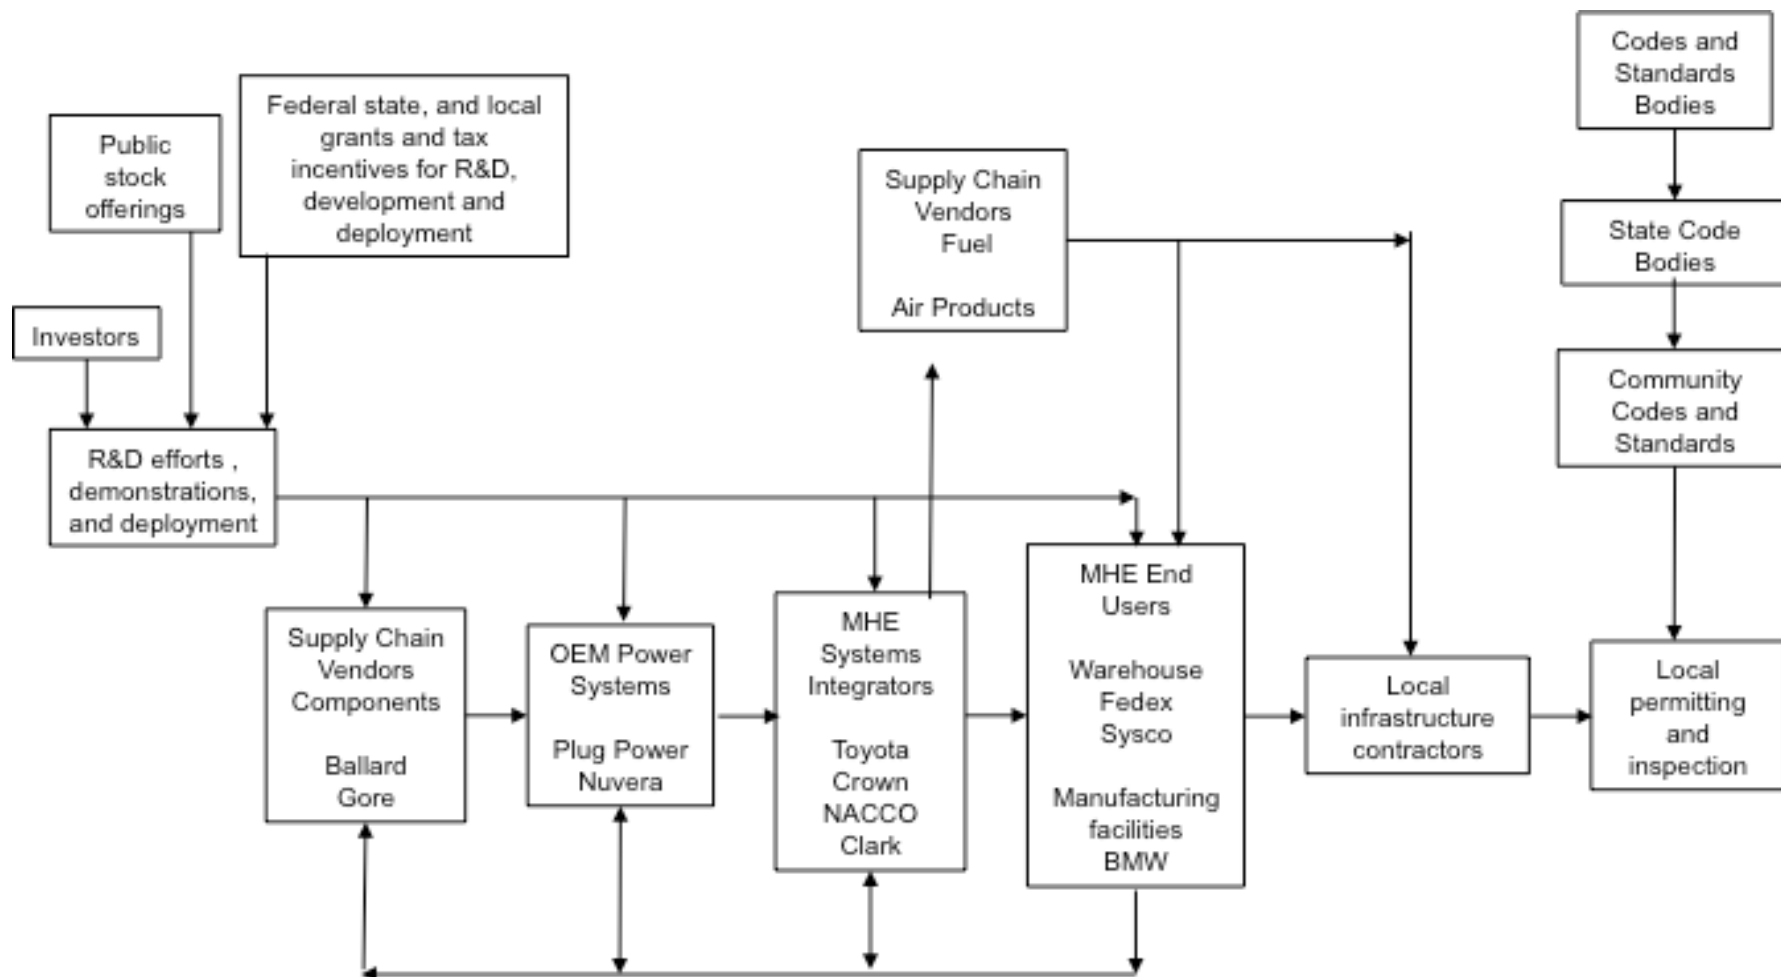 Codes and
Standards
Bodies
Federal state, and local
grants and tax
incentives for R&D,
development and
deployment
Public
stock
offerings
Supply Chain
Vendors
Fuel
Air Products
State Code
Bodies
Investors
Community
Codes and
Standards
R&D efforts ,
demonstrations,
and deployment
Supply Chain
Vendors
Components
Ballard
Gore
OEM Power
Systems
Plug Power
Nuvera
MHE
Systems
Integrators
Toyota
Crown
NACCO
Clark
MHE End
Users
Warehouse
Fedex
Sysco
Manufacturing
facilities
BMW
Local
infrastructure
contractors
Local
permitting
and
inspection